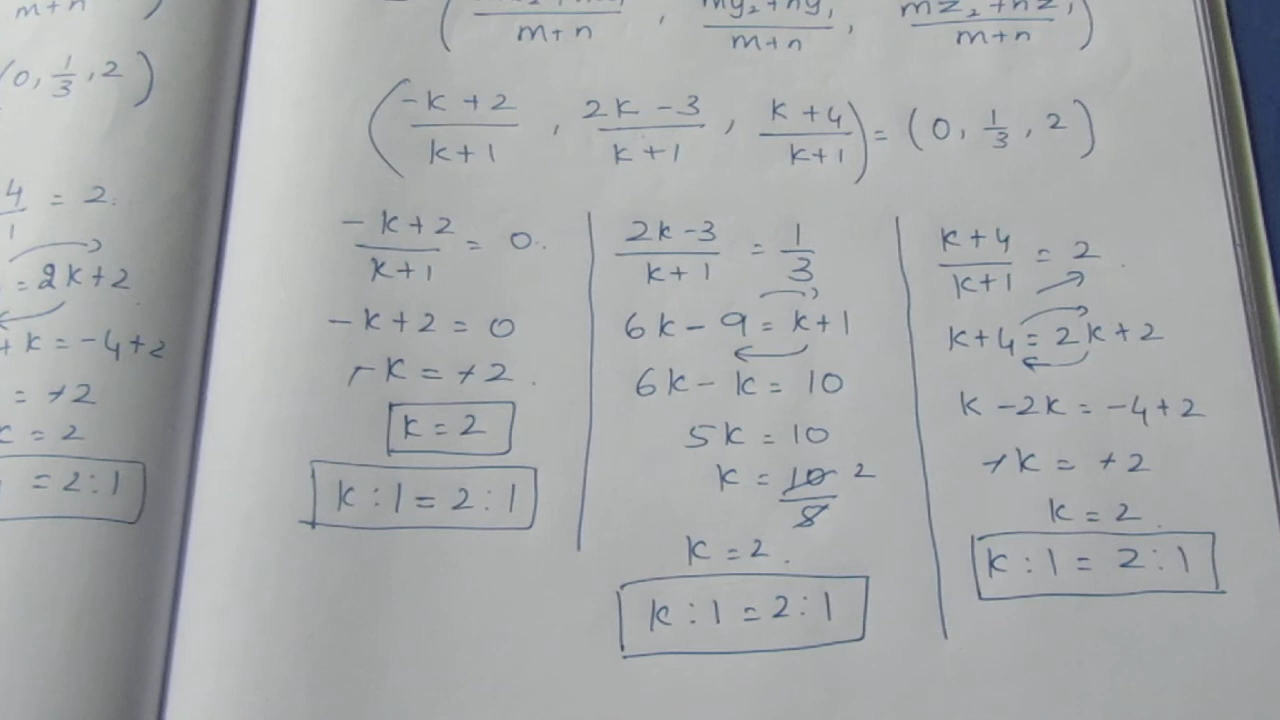 m+n )
(0, 1/3, 2)
4/1 = 2.
= 2k+2
+k = -4+2
= +2
= 2
= 2:1
( /m+n , my₂+ny₁/m+n , mz₂+nz₁/m+n )
( -k+2/k+1 , 2k-3/k+1 , k+4/k+1 ) = (0, 1/3, 2)
-k+2/k+1 = 0.
-k+2 = 0
-k = +2.
k = 2
k:1 = 2:1
2k-3/k+1 = 1/3
6k-9 = k+1
6k-k = 10
5k = 10
k = 10/5 2
k = 2.
k:1 = 2:1
k+4/k+1 = 2.
k+4 = 2k+2
k-2k = -4+2
+k = +2
k = 2.
k:1 = 2:1